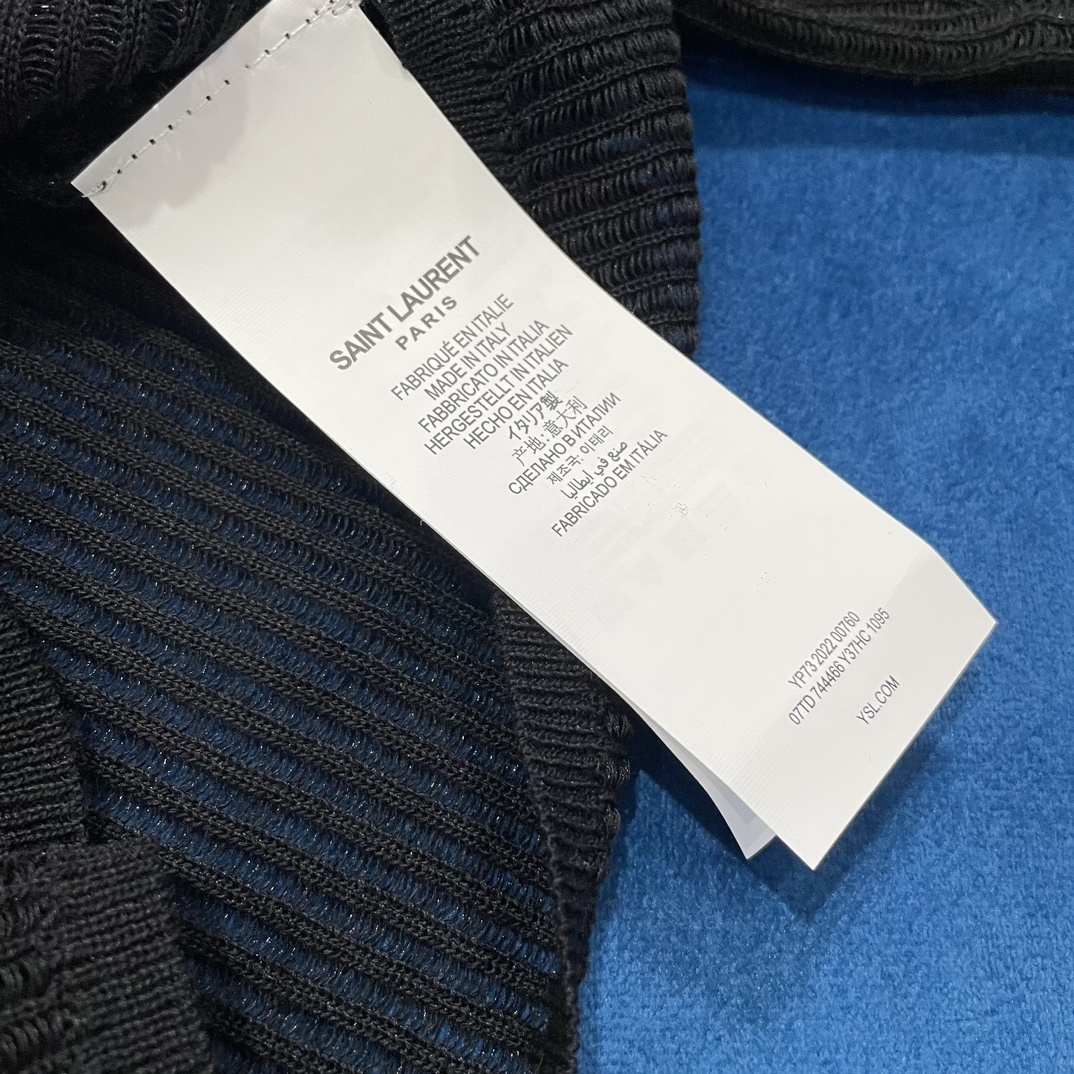 SAINT LAURENT
PARIS
FABRIQUÉ EN ITALIE
MADE IN ITALY
FABBRICATO IN ITALIA
HERGESTELLT IN ITALIEN
HECHO EN ITALIA
イタリア製
产地: 意大利
СДЕЛАНО В ИТАЛИИ
제조국: 이태리
صنع في ايطاليا
FABRICADO EM ITÁLIA
YP73 2022 00760
07TD 744466 Y37HC 1095
YSL.COM